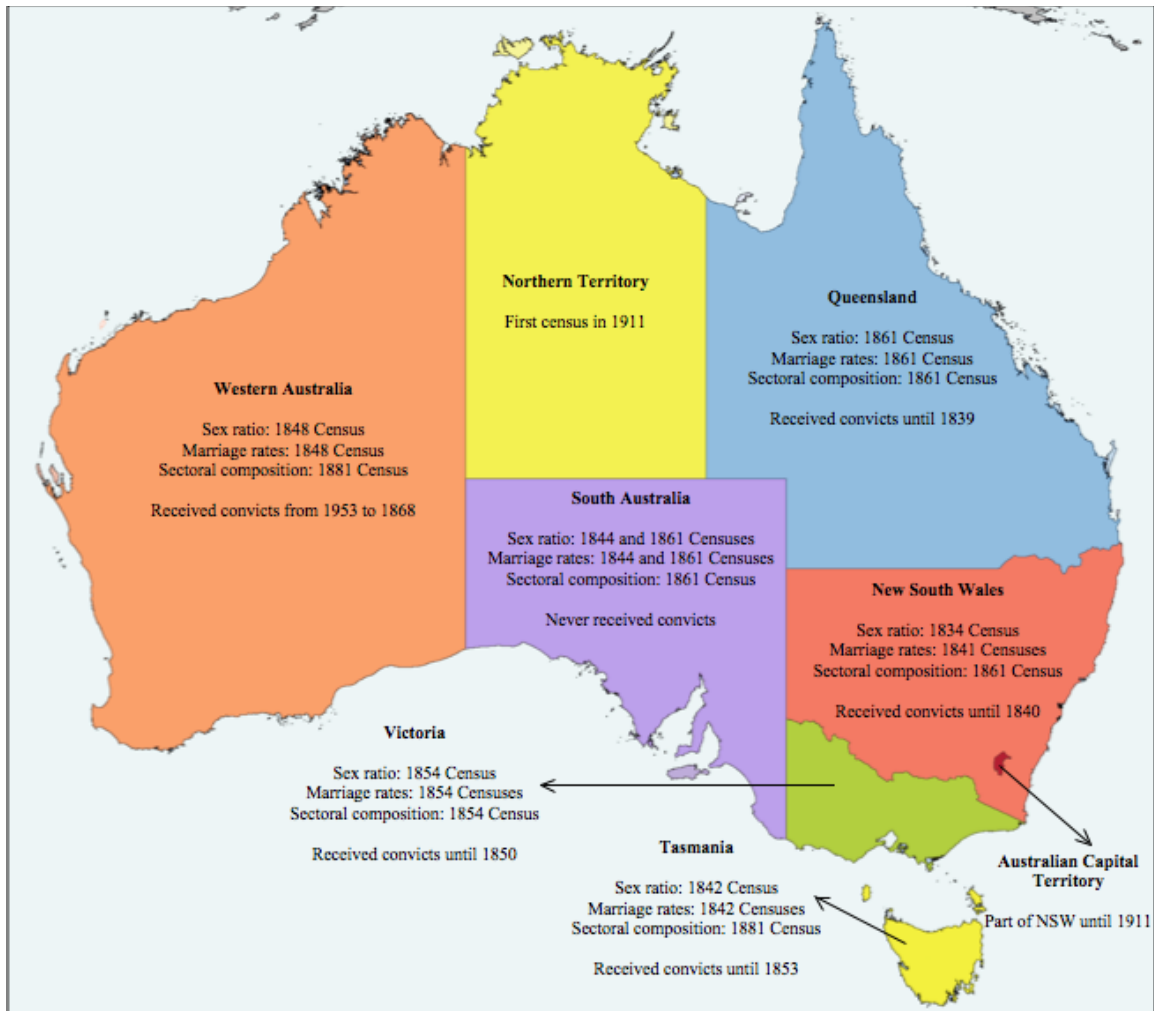 Northern Territory
First census in 1911
Queensland
Sex ratio: 1861 Census
Marriage rates: 1861 Census
Sectoral composition: 1861 Census
Received convicts until 1839
Western Australia
Sex ratio: 1848 Census
Marriage rates: 1848 Census
Sectoral composition: 1881 Census
Received convicts from 1953 to 1868
South Australia
Sex ratio: 1844 and 1861 Censuses
Marriage rates: 1844 and 1861 Censuses
Sectoral composition: 1861 Census
Never received convicts
New South Wales
Sex ratio: 1834 Census
Marriage rates: 1841 Censuses
Sectoral composition: 1861 Census
Received convicts until 1840
Victoria
Sex ratio: 1854 Census
Marriage rates: 1854 Censuses
Sectoral composition: 1854 Census
Received convicts until 1850
Tasmania
Sex ratio: 1842 Census
Marriage rates: 1842 Censuses
Sectoral composition: 1881 Census
Received convicts until 1853
Australian Capital
Territory
Part of NSW until 1911